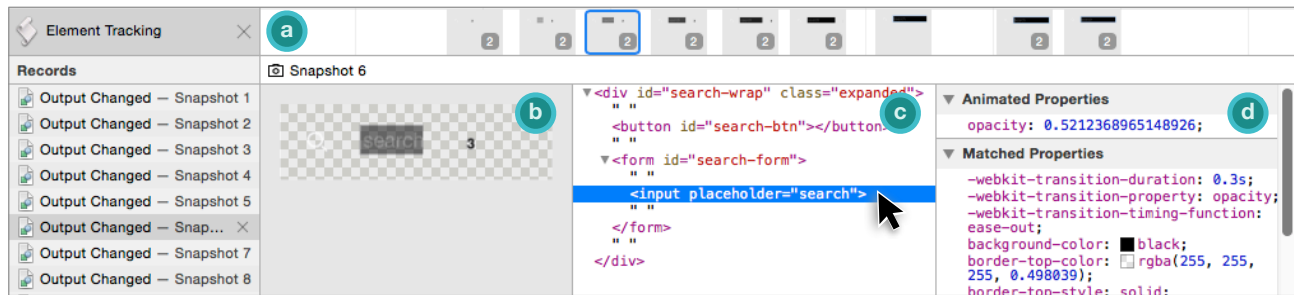 Element Tracking
a
2
2
2
2
2
2
2
2
Records
Snapshot 6
Output Changed — Snapshot 1
Output Changed — Snapshot 2
Output Changed — Snapshot 3
Output Changed — Snapshot 4
Output Changed — Snapshot 5
Output Changed — Snap...
Output Changed — Snapshot 7
Output Changed — Snapshot 8
b
search
3
c
<div id="search-wrap" class="expanded">
" "
<button id="search-btn"></button>
" "
<form id="search-form">
" "
<input placeholder="search">
" "
</form>
" "
</div>
d
Animated Properties
opacity: 0.5212368965148926;
Matched Properties
-webkit-transition-duration: 0.3s;
-webkit-transition-property: opacity;
-webkit-transition-timing-function:
ease-out;
background-color: black;
border-top-color: rgba(255, 255,
255, 0.498039);
border-top-style: solid;